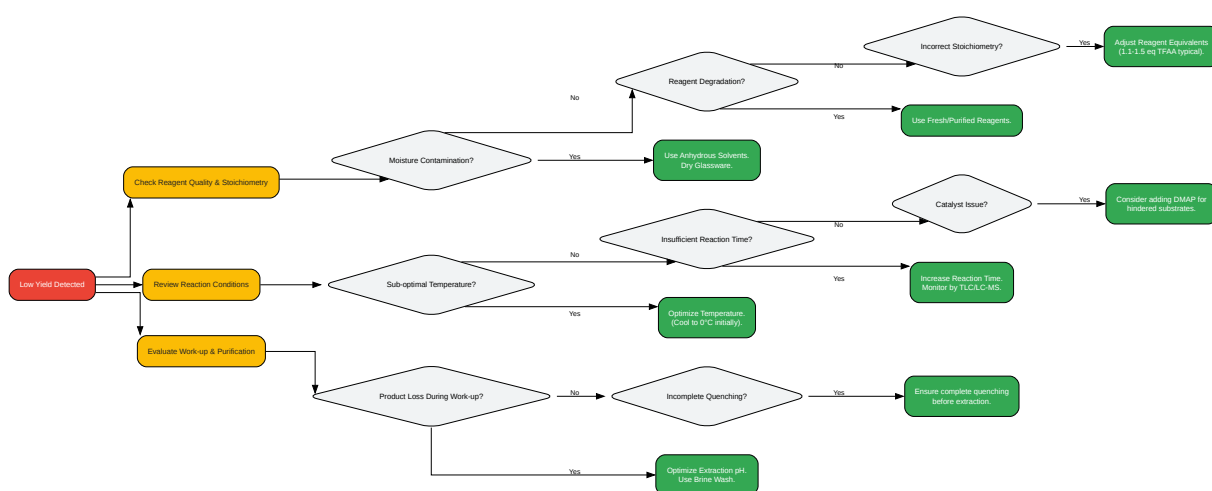 Incorrect Stoichiometry?
Yes
Adjust Reagent Equivalents
(1.1-1.5 eq TFAA typical).
No
Reagent Degradation?
No
Yes
Use Fresh/Purified Reagents.
Moisture Contamination?
Yes
Use Anhydrous Solvents.
Dry Glassware.
Check Reagent Quality & Stoichiometry
Catalyst Issue?
Yes
Consider adding DMAP for
hindered substrates.
No
Insufficient Reaction Time?
No
Yes
Increase Reaction Time.
Monitor by TLC/LC-MS.
Low Yield Detected
Review Reaction Conditions
Sub-optimal Temperature?
Yes
Optimize Temperature.
(Cool to 0°C initially).
Evaluate Work-up & Purification
Product Loss During Work-up?
No
Incomplete Quenching?
Yes
Ensure complete quenching
before extraction.
Yes
Optimize Extraction pH.
Use Brine Wash.